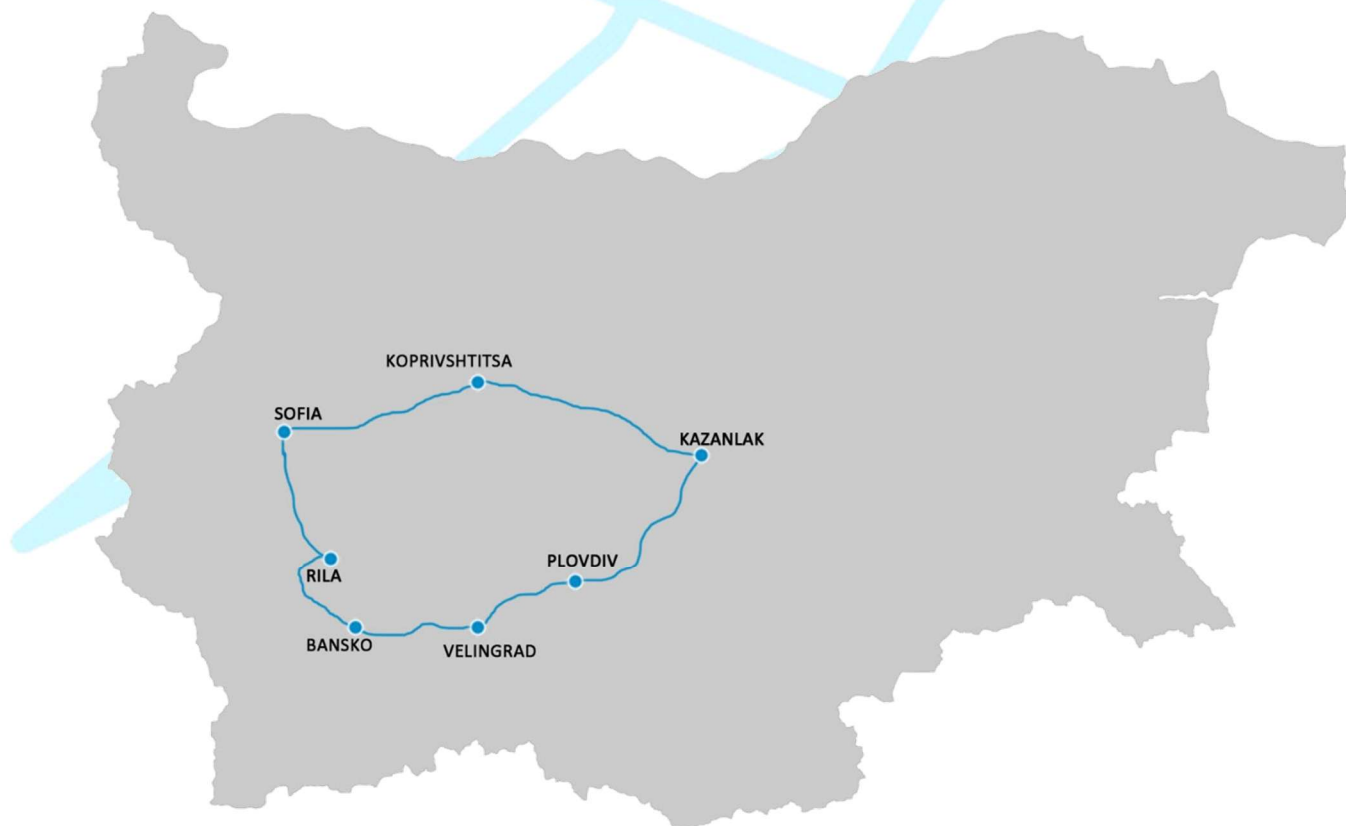 KOPRIVSHTITSA
SOFIA
KAZANLAK
PLOVDIV
RILA
BANSKO
VELINGRAD